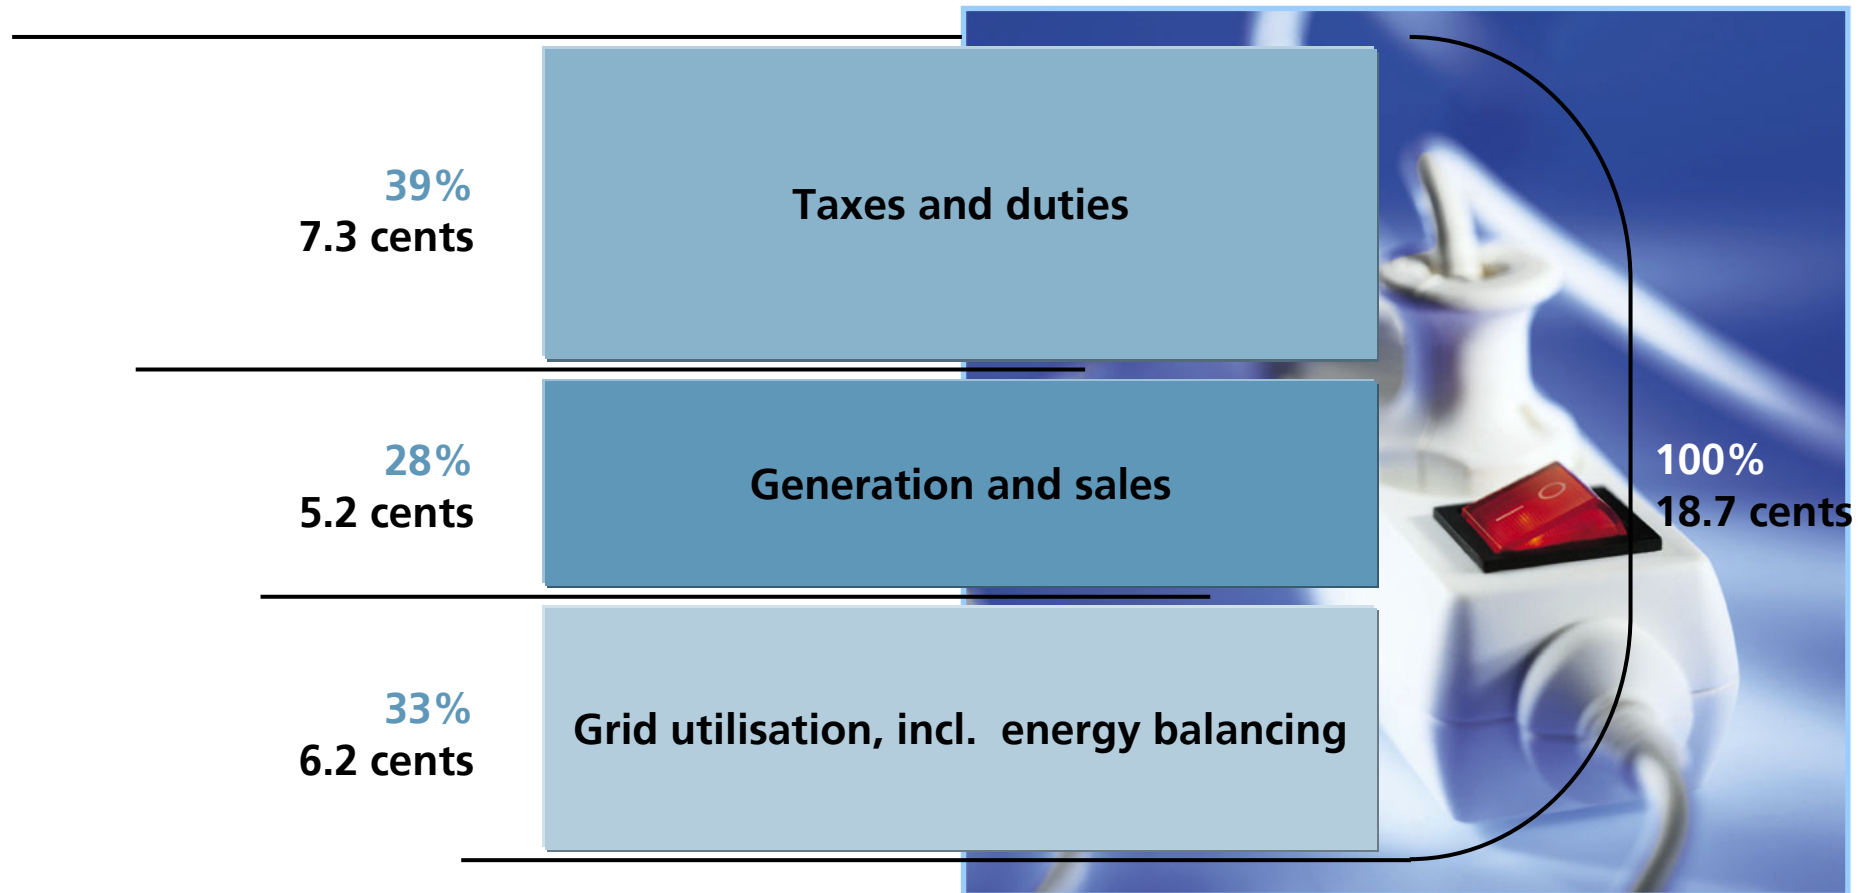 39%
7.3 cents
Taxes and duties
28%
5.2 cents
Generation and sales
100%
18.7 cents
33%
6.2 cents
Grid utilisation, incl.  energy balancing